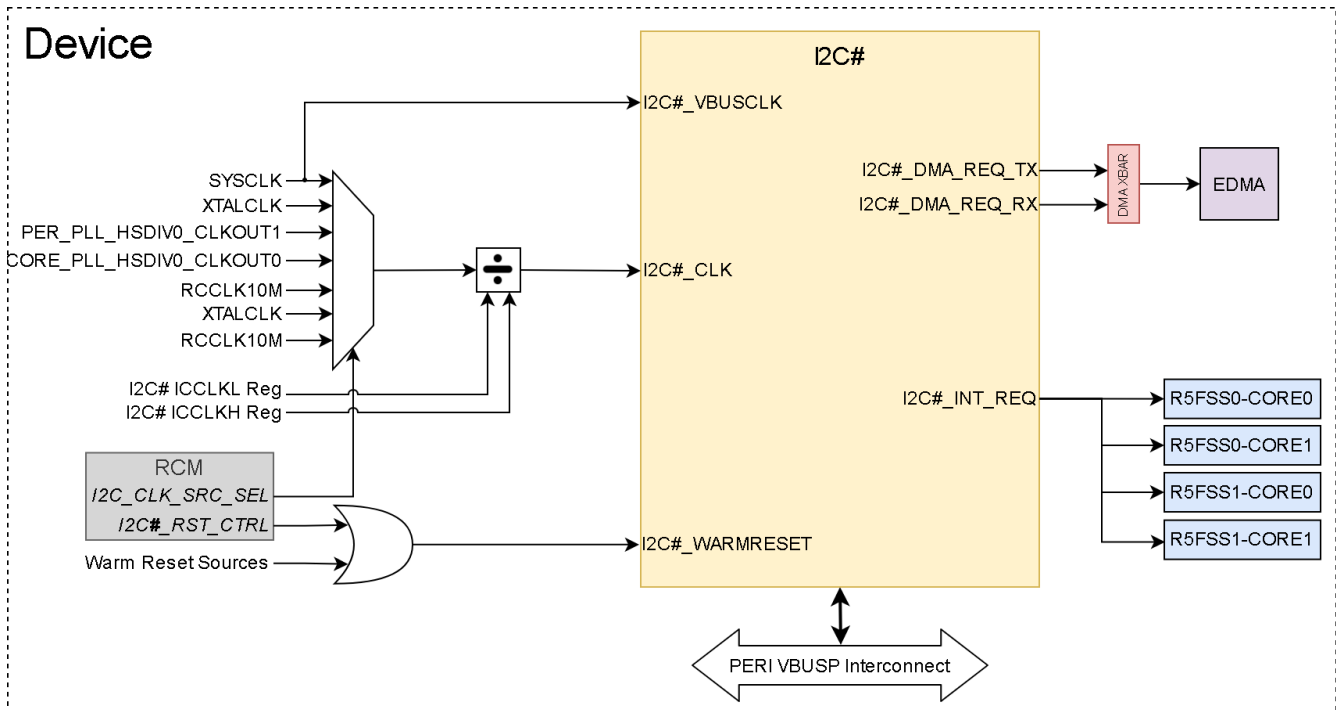 Device
I2C#
I2C#_VBUSCLK
SYSCLK
XTALCLK
PER_PLL_HSDIV0_CLKOUT1
CORE_PLL_HSDIV0_CLKOUT0
RCCLK10M
XTALCLK
RCCLK10M
I2C#_CLK
I2C# ICCLKL Reg
I2C# ICCLKH Reg
RCM
I2C_CLK_SRC_SEL
I2C#_RST_CTRL
Warm Reset Sources
I2C#_WARMRESET
I2C#_DMA_REQ_TX
I2C#_DMA_REQ_RX
DMA XBAR
EDMA
I2C#_INT_REQ
R5FSS0-CORE0
R5FSS0-CORE1
R5FSS1-CORE0
R5FSS1-CORE1
PERI VBUSP Interconnect